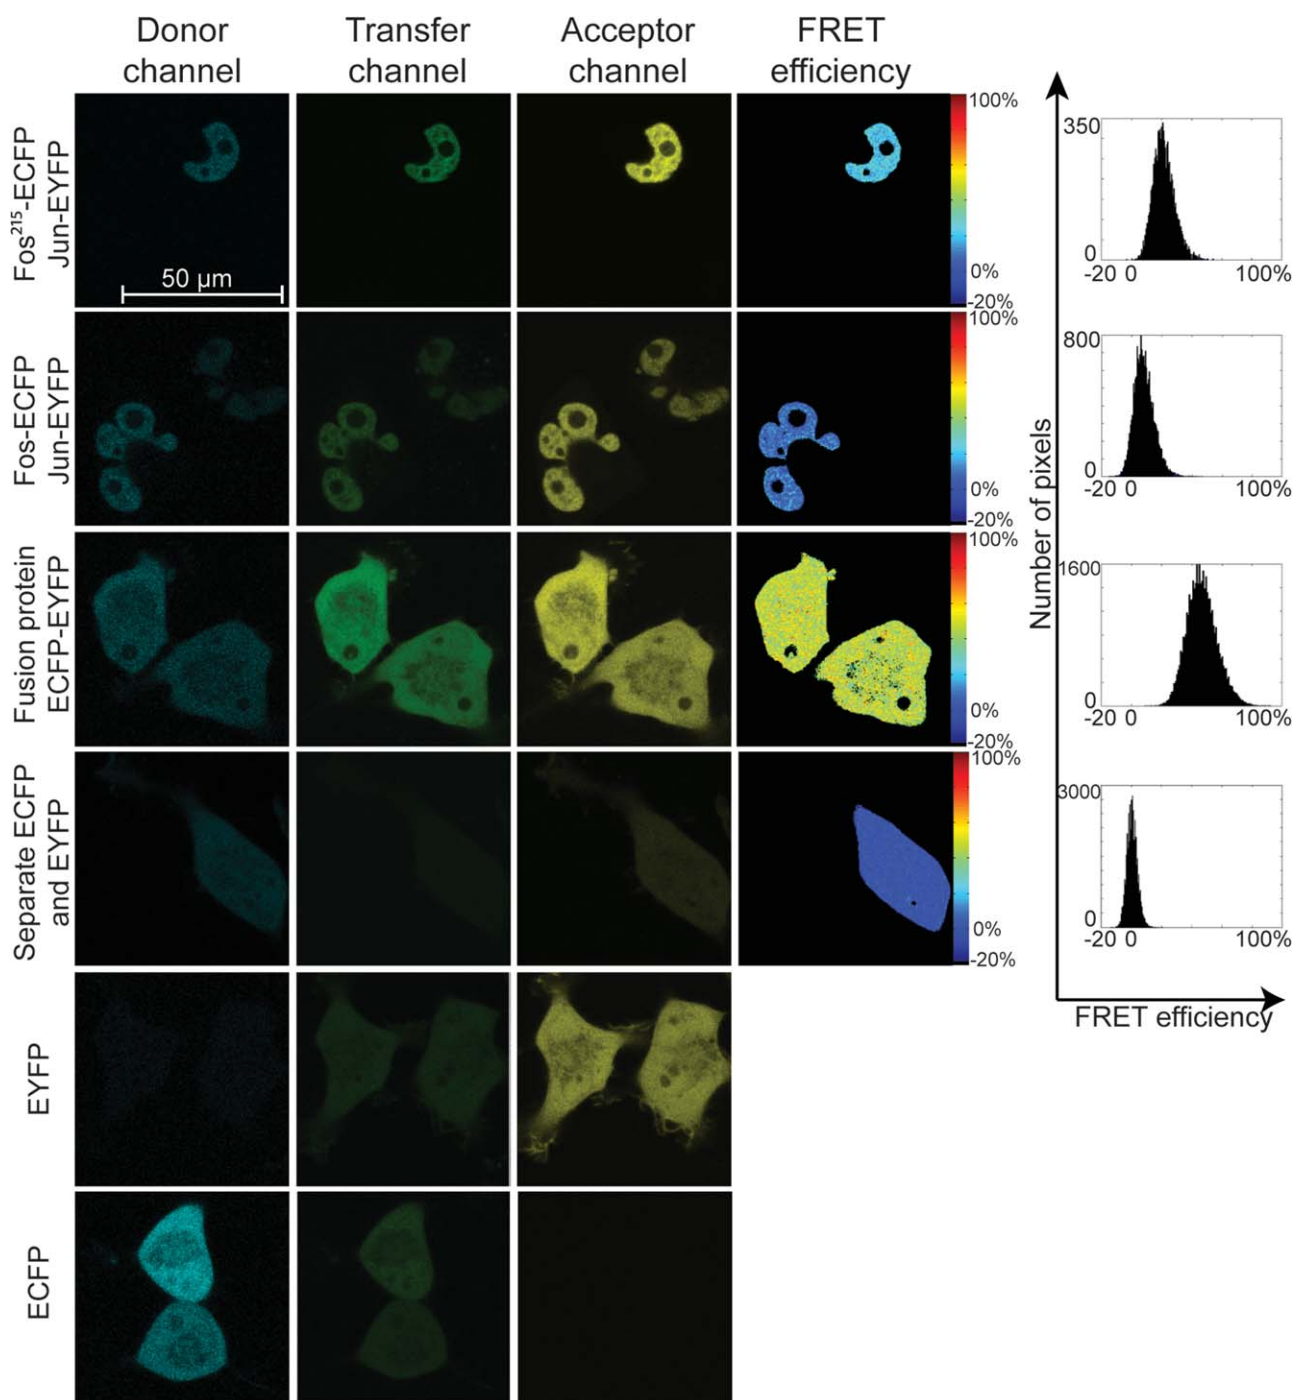 Donor
channel
Transfer
channel
Acceptor
channel
FRET
efficiency
Fos²¹⁵-ECFP
Jun-EYFP
50 µm
100%
0%
-20%
350
0
-20 0 100%
Fos-ECFP
Jun-EYFP
100%
0%
-20%
800
0
-20 0 100%
Fusion protein
ECFP-EYFP
100%
0%
-20%
1600
0
-20 0 100%
Separate ECFP
and EYFP
100%
0%
-20%
3000
0
-20 0 100%
Number of pixels
FRET efficiency
EYFP
ECFP